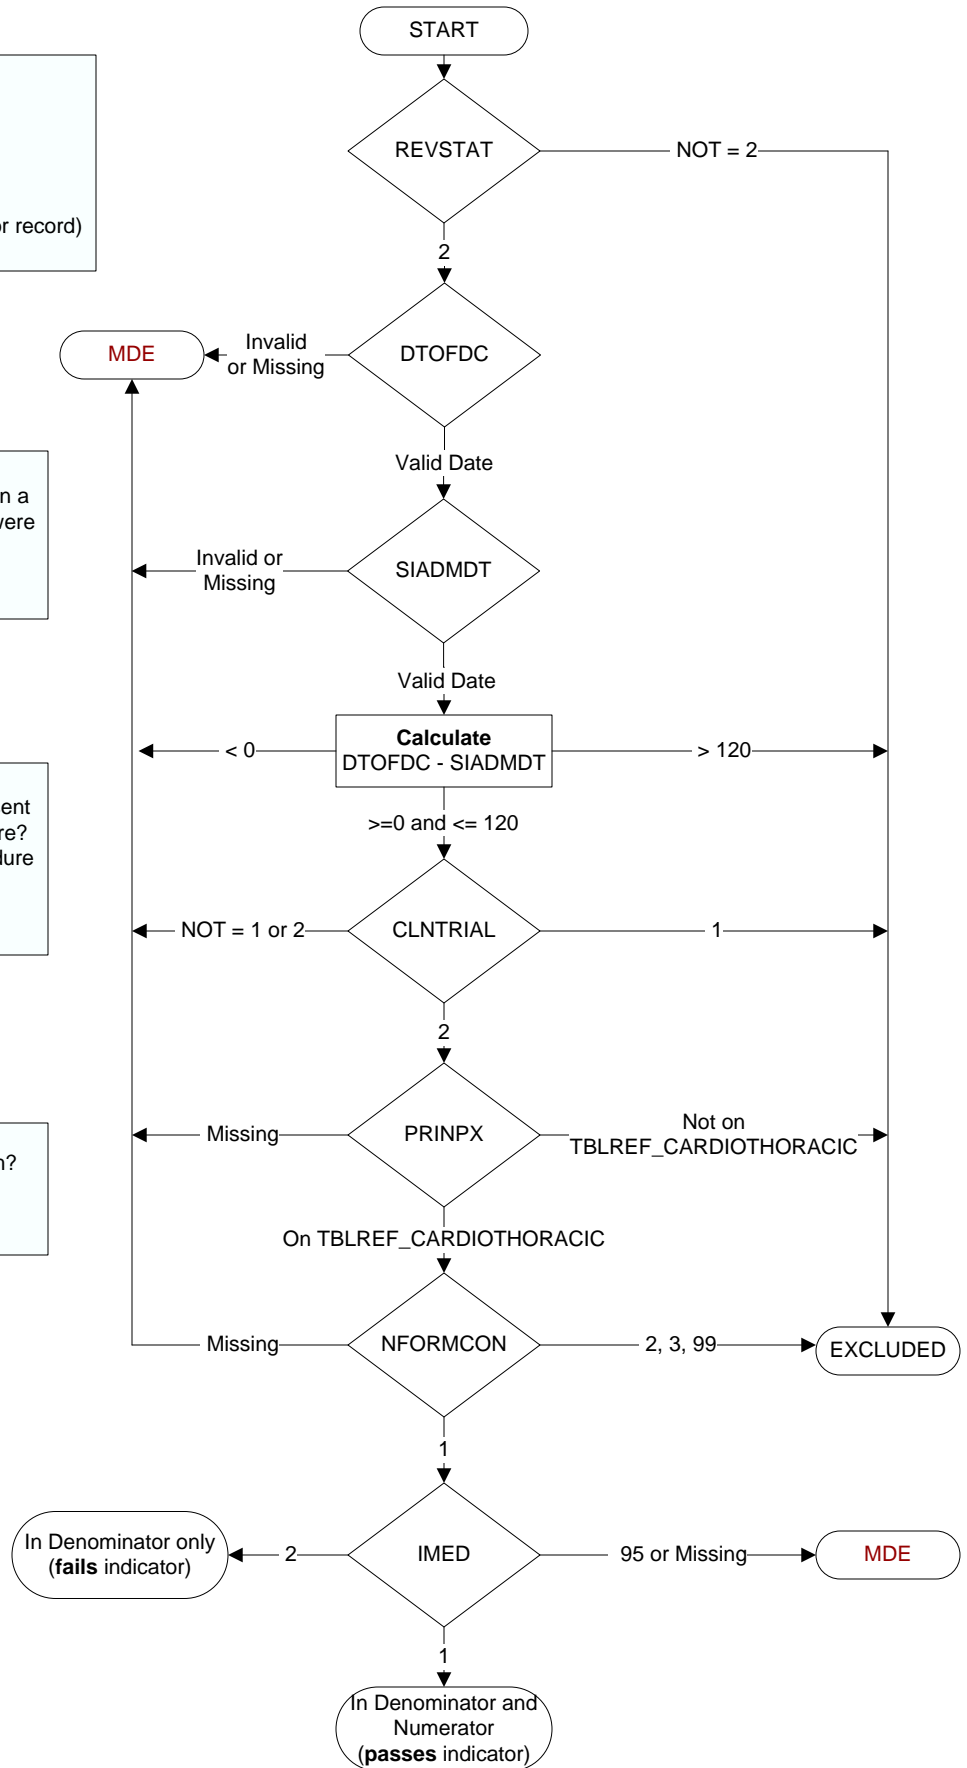 START
REVSTAT
NOT = 2
or record)
2
MDE
Invalid
or Missing
DTOFDC
Valid Date
n a
were
Invalid or
Missing
SIADMDT
Valid Date
< 0
Calculate
DTOFDC - SIADMDT
> 120
ent
re?
dure
>=0 and <= 120
NOT = 1 or 2
CLNTRIAL
1
2
Missing
PRINPX
Not on
TBLREF_CARDIOTHORACIC
n?
On TBLREF_CARDIOTHORACIC
Missing
NFORMCON
2, 3, 99
EXCLUDED
1
In Denominator only
(fails indicator)
2
IMED
95 or Missing
MDE
1
In Denominator and
Numerator
(passes indicator)